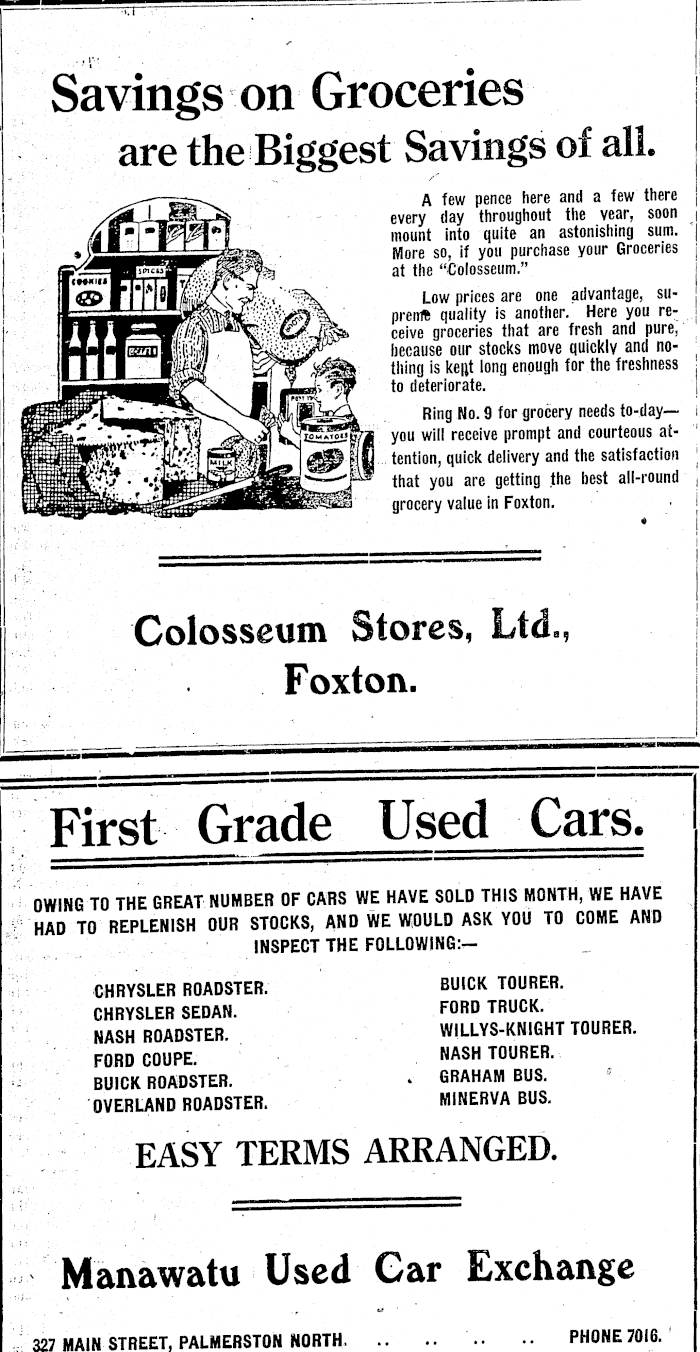 Savings on Groceries
are the Biggest Savings of all.
COOKIES
SPICES
MILK
TOMATOES
A few pence here and a few there
every day throughout the year, soon
mount into quite an astonishing sum.
More so, if you purchase your Groceries
at the "Colosseum."
Low prices are one advantage, su-
preme quality is another. Here you re-
ceive groceries that are fresh and pure,
because our stocks move quickly and no-
thing is kept long enough for the freshness
to deteriorate.
Ring No. 9 for grocery needs to-day—
you will receive prompt and courteous at-
tention, quick delivery and the satisfaction
that you are getting the best all-round
grocery value in Foxton.
Colosseum Stores, Ltd.,
Foxton.
First Grade Used Cars.
OWING TO THE GREAT NUMBER OF CARS WE HAVE SOLD THIS MONTH, WE HAVE
HAD TO REPLENISH OUR STOCKS, AND WE WOULD ASK YOU TO COME AND
INSPECT THE FOLLOWING:—
CHRYSLER ROADSTER.
CHRYSLER SEDAN.
NASH ROADSTER.
FORD COUPE.
BUICK ROADSTER.
OVERLAND ROADSTER.
BUICK TOURER.
FORD TRUCK.
WILLYS-KNIGHT TOURER.
NASH TOURER.
GRAHAM BUS.
MINERVA BUS.
EASY TERMS ARRANGED.
Manawatu Used Car Exchange
327 MAIN STREET, PALMERSTON NORTH. .. .. .. .. PHONE 7016.